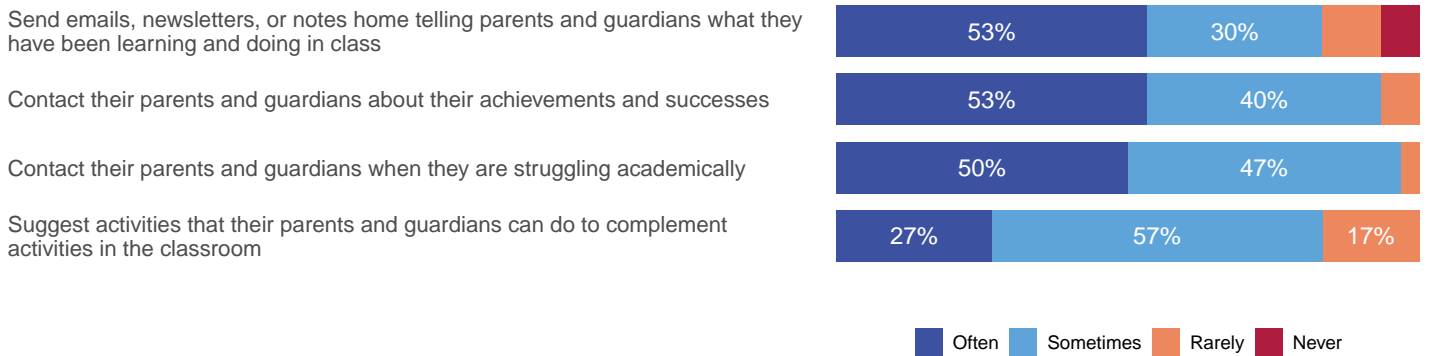 Send emails, newsletters, or notes home telling parents and guardians what they
have been learning and doing in class
53% 30%
Contact their parents and guardians about their achievements and successes
53% 40%
Contact their parents and guardians when they are struggling academically
50% 47%
Suggest activities that their parents and guardians can do to complement
activities in the classroom
27% 57% 17%
Often Sometimes Rarely Never